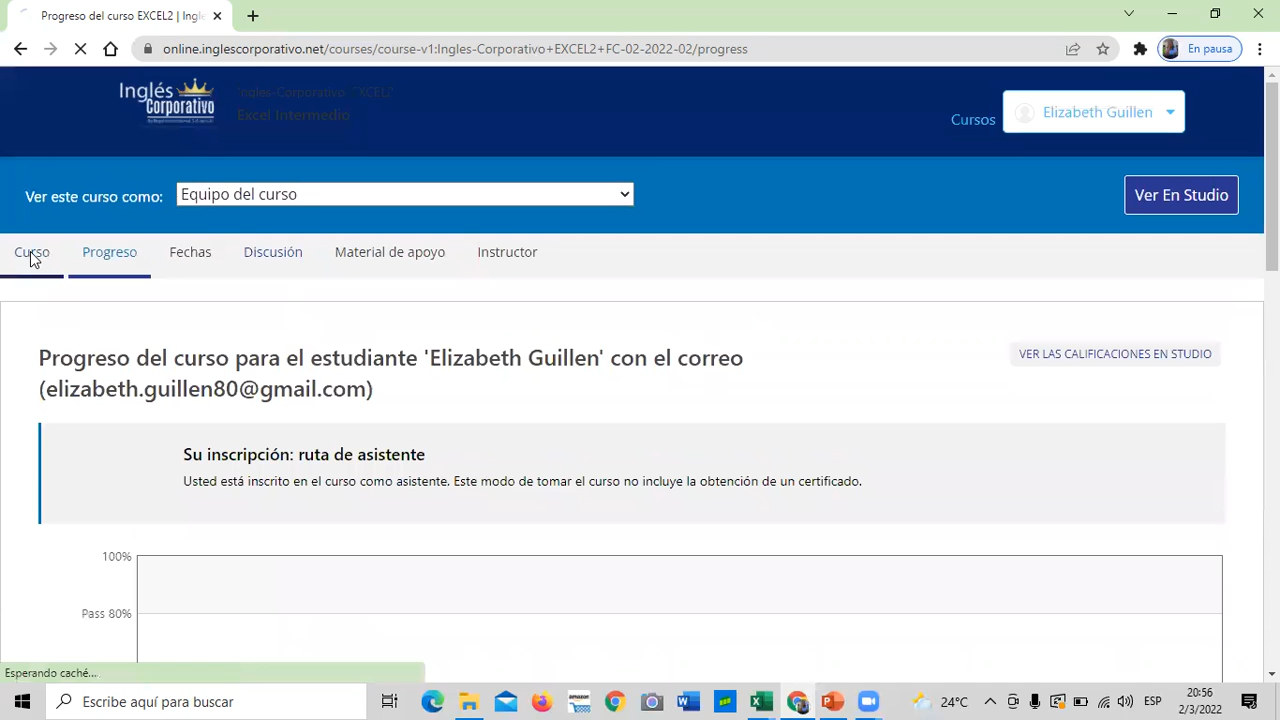 Progreso del curso EXCEL2 | Ingl
online.inglescorporativo.net/courses/course-v1:Ingles-Corporativo+EXCEL2+FC-02-2022-02/progress
En pausa
Inglés
Corporativo
Ingles-Corporativo: EXCEL2
Excel Intermedio
Cursos
Elizabeth Guillen
Ver este curso como:
Equipo del curso
Ver En Studio
Curso
Progreso
Fechas
Discusión
Material de apoyo
Instructor
Progreso del curso para el estudiante 'Elizabeth Guillen' con el correo
(elizabeth.guillen80@gmail.com)
VER LAS CALIFICACIONES EN STUDIO
Su inscripción: ruta de asistente
Usted está inscrito en el curso como asistente. Este modo de tomar el curso no incluye la obtención de un certificado.
100%
Pass 80%
Esperando caché...
Escribe aquí para buscar
24°C
ESP
20:56
2/3/2022